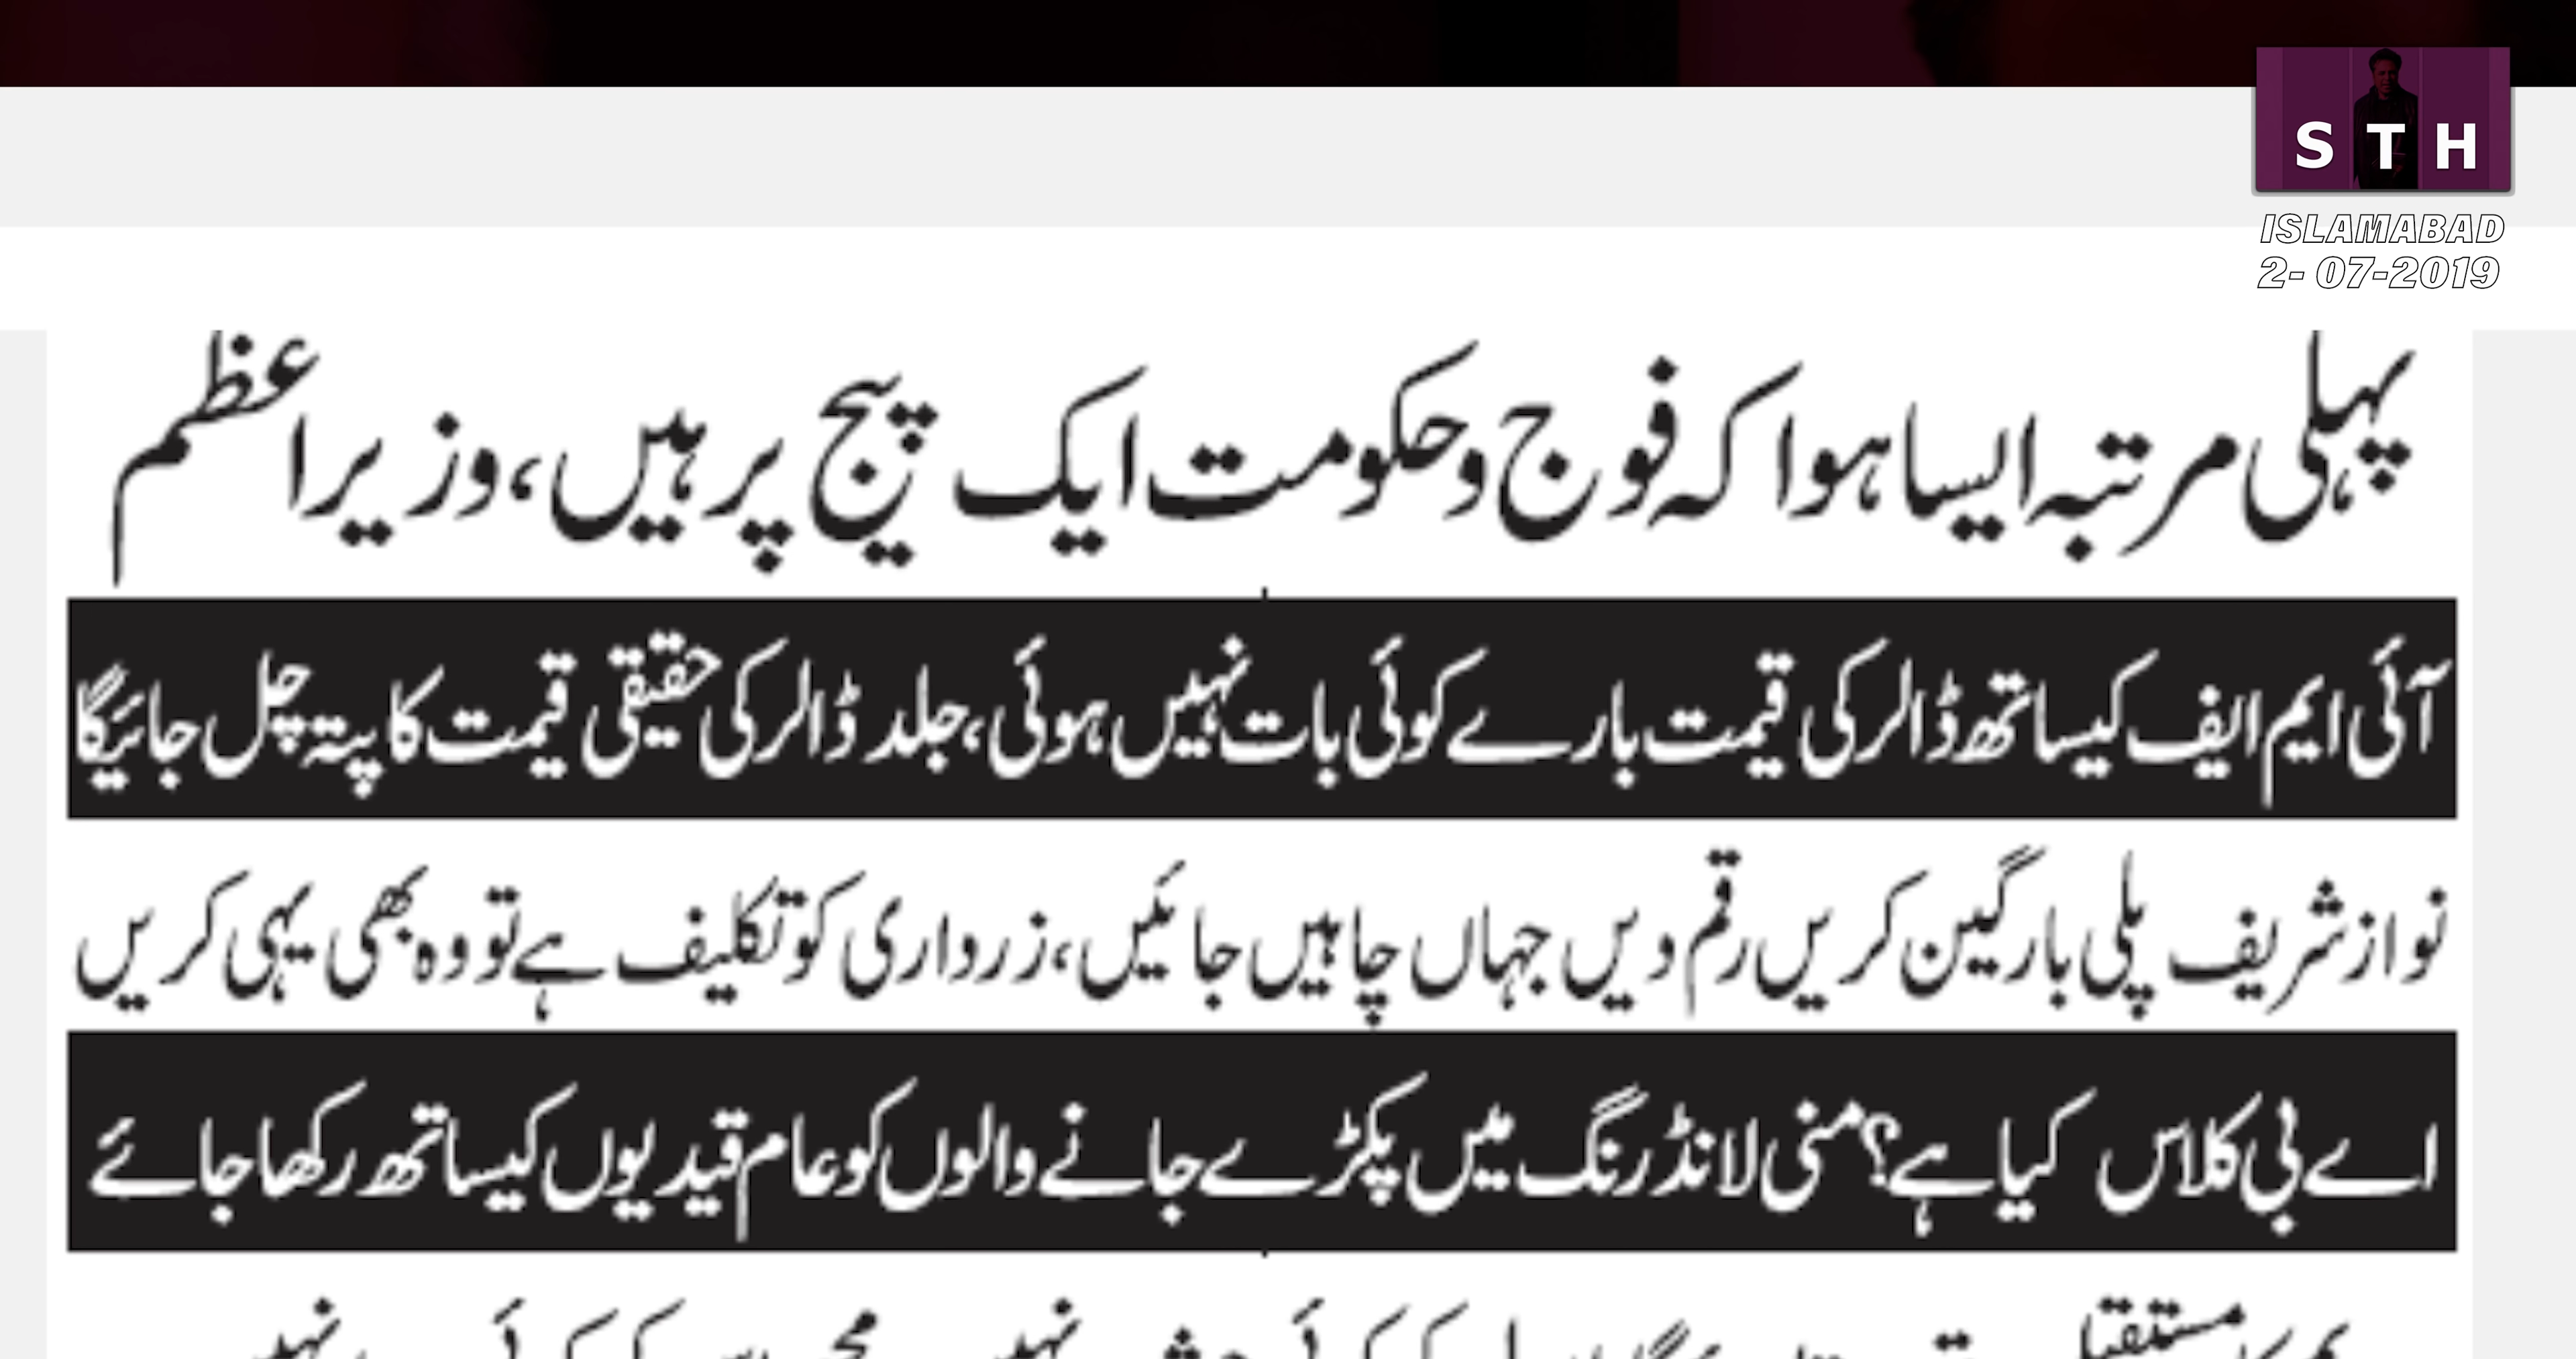 S T H
ISLAMABAD
2- 07-2019
پہلی مرتبہ ایسا ہوا کہ فوج و حکومت ایک پیج پر ہیں، وزیراعظم
آئی ایم ایف کیساتھ ڈالر کی قیمت بارے کوئی بات نہیں ہوئی، جلد ڈالر کی حقیقی قیمت کا پتہ چل جائیگا
نواز شریف پلی بارگین کریں رقم دیں جہاں چاہیں جائیں، زرداری کو تکلیف ہے تو وہ بھی یہی کریں
اے بی کلاس کیا ہے؟ منی لانڈرنگ میں پکڑے جانے والوں کو عام قیدیوں کیساتھ رکھا جائے